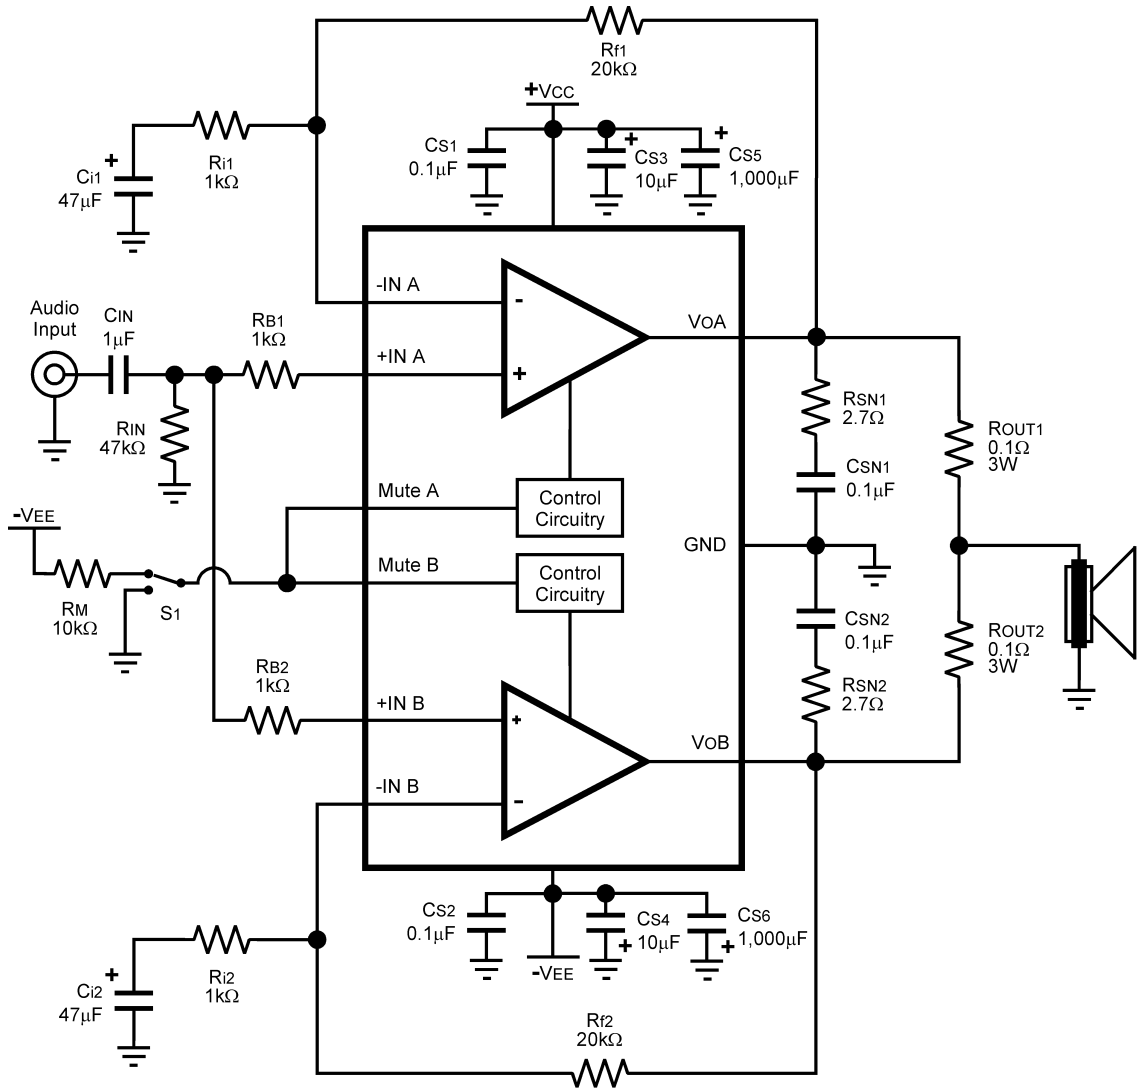 Rf1
20kΩ
+VCC
Ri1
1kΩ
+
Ci1
47µF
CS1
0.1µF
+
CS3
10µF
+
CS5
1,000µF
Audio
Input
CIN
1µF
RB1
1kΩ
-IN A
-
+IN A
+
VOA
RIN
47kΩ
RSN1
2.7Ω
CSN1
0.1µF
ROUT1
0.1Ω
3W
Mute A
Control
Circuitry
-VEE
GND
Mute B
Control
Circuitry
RM
10kΩ
S1
CSN2
0.1µF
ROUT2
0.1Ω
3W
RB2
1kΩ
+IN B
+
RSN2
2.7Ω
VOB
-IN B
-
CS2
0.1µF
CS4
+
10µF
CS6
+
1,000µF
-VEE
Ri2
1kΩ
+
Ci2
47µF
Rf2
20kΩ